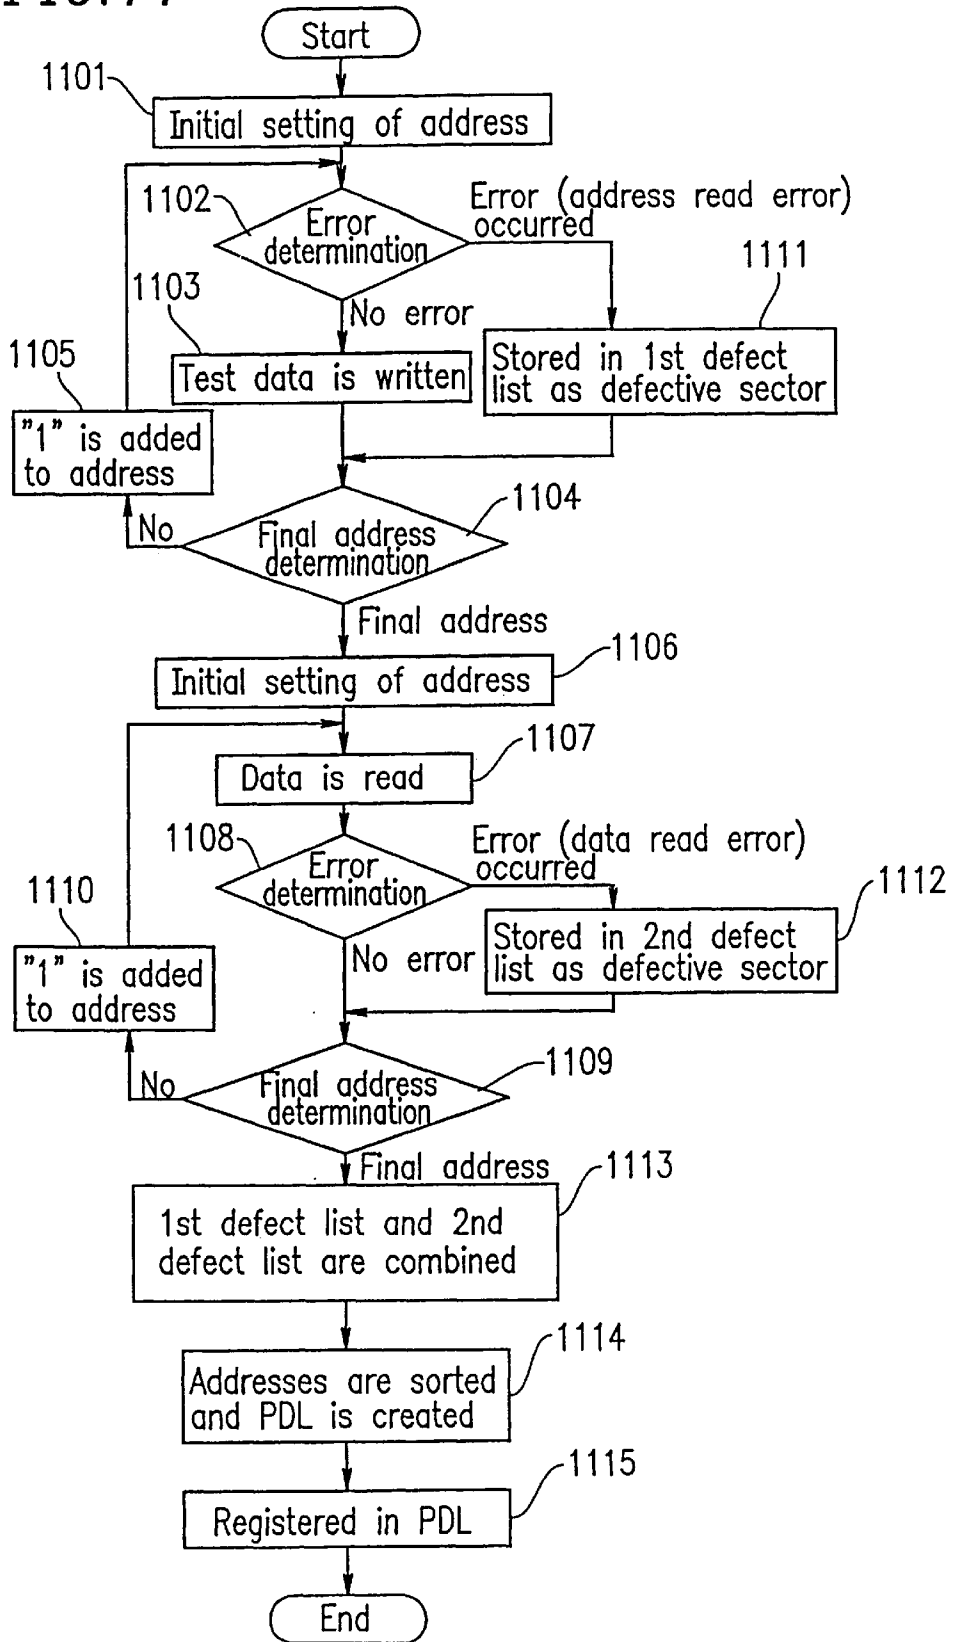 Start
1101
Initial setting of address
1102
Error
determination
Error (address read error)
occurred
1111
1103
No error
Stored in 1st defect
list as defective sector
1105
Test data is written
"1" is added
to address
1104
No
Final address
determination
Final address
1106
Initial setting of address
1107
Data is read
1108
Error
determination
Error (data read error)
occurred
1112
1110
No error
Stored in 2nd defect
list as defective sector
"1" is added
to address
1109
No
Final address
determination
Final address
1113
1st defect list and 2nd
defect list are combined
1114
Addresses are sorted
and PDL is created
1115
Registered in PDL
End